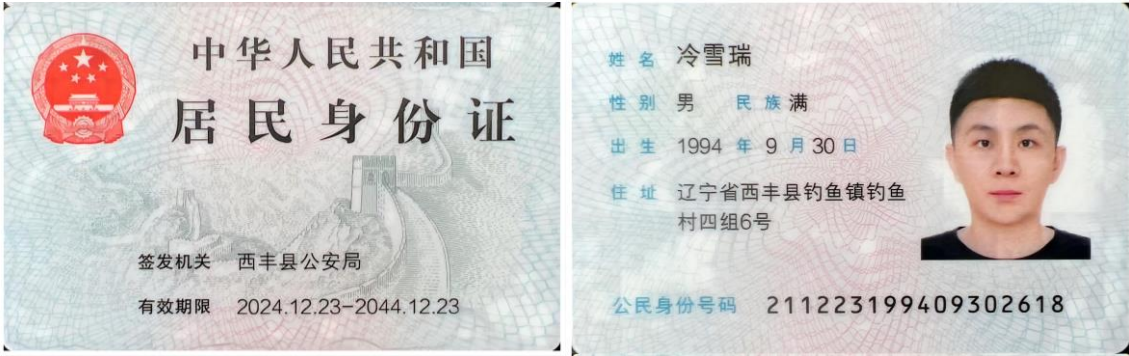 中华人民共和国
居民身份证
签发机关 西丰县公安局
有效期限 2024.12.23-2044.12.23
姓名 冷雪瑞
性别 男 民族 满
出生 1994 年 9 月 30 日
住址 辽宁省西丰县钓鱼镇钓鱼
村四组6号
公民身份号码 211223199409302618